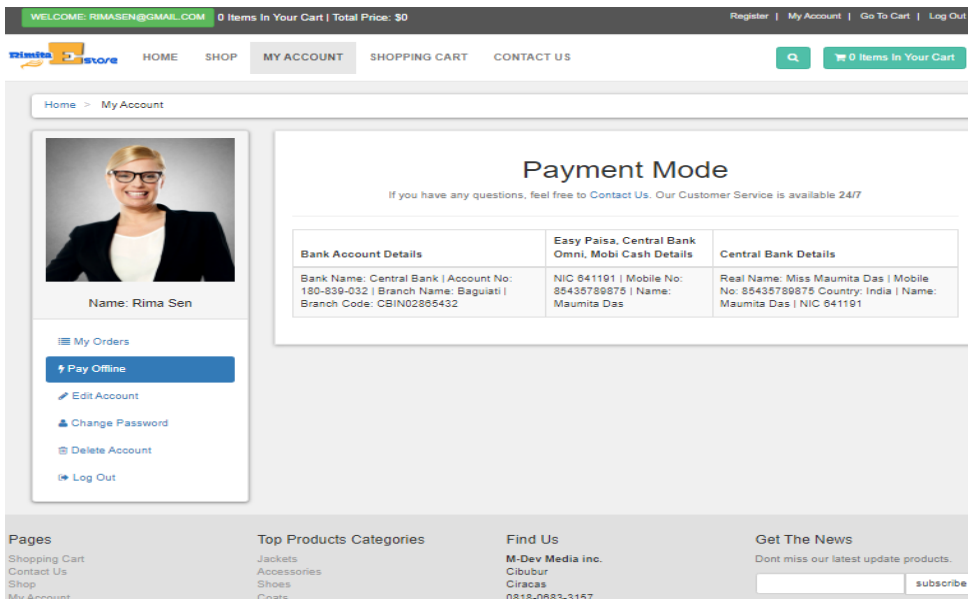 WELCOME: RIMASEN@GMAIL.COM 0 Items In Your Cart | Total Price: $0
Register | My Account | Go To Cart | Log Out
Rimita E-store
HOME SHOP MY ACCOUNT SHOPPING CART CONTACT US
0 Items In Your Cart
Home > My Account
Payment Mode
If you have any questions, feel free to Contact Us. Our Customer Service is available 24/7
Bank Account Details
Easy Paisa, Central Bank
Omni, Mobi Cash Details
Central Bank Details
Bank Name: Central Bank | Account No:
180-839-032 | Branch Name: Baguiati |
Branch Code: CBIN02865432
NIC 641191 | Mobile No:
85435789875 | Name:
Maumita Das
Real Name: Miss Maumita Das | Mobile
No: 85435789875 Country: India | Name:
Maumita Das | NIC 641191
Name: Rima Sen
My Orders
Pay Offline
Edit Account
Change Password
Delete Account
Log Out
Pages
Shopping Cart
Contact Us
Shop
My Account
Top Products Categories
Jackets
Accessories
Shoes
Coats
Find Us
M-Dev Media inc.
Cibubur
Ciracas
0818-0683-3157
Get The News
Dont miss our latest update products.
subscribe